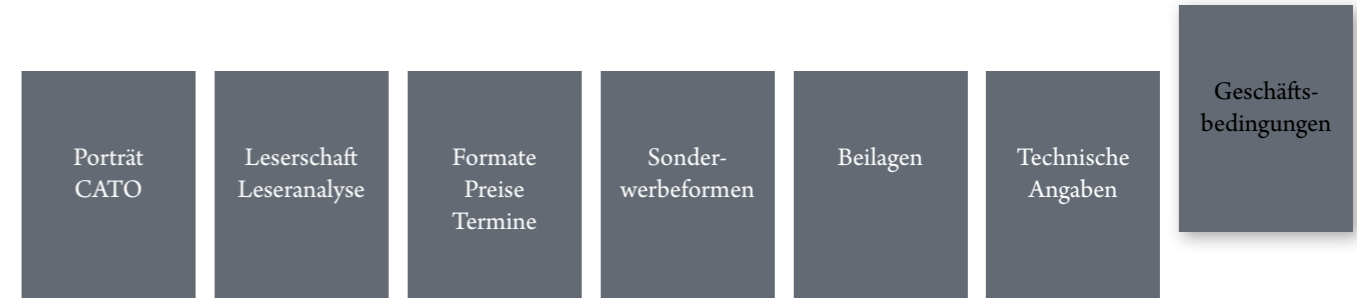 Porträt
CATO
Leserschaft
Leseranalyse
Formate
Preise
Termine
Sonder-
werbeformen
Beilagen
Technische
Angaben
Geschäfts-
bedingungen